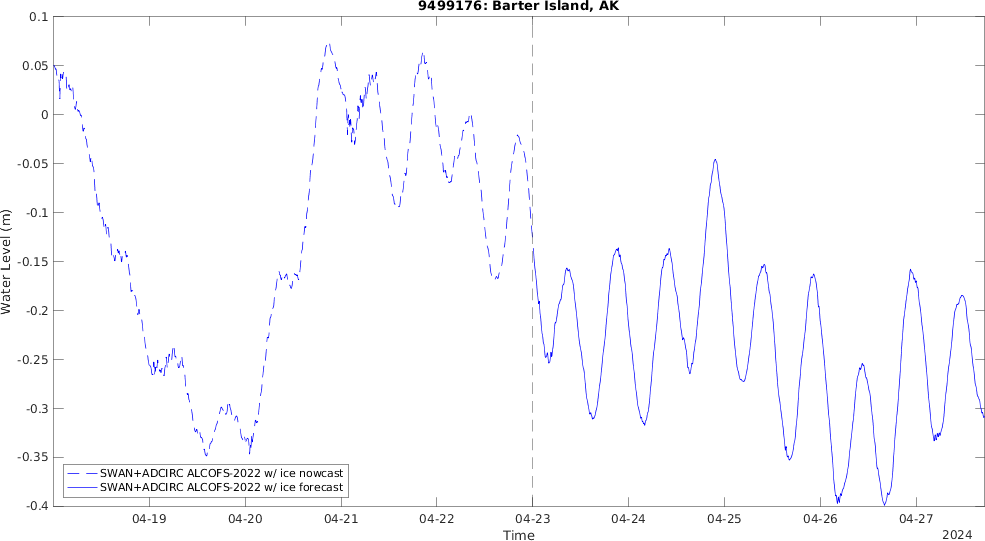 9499176: Barter Island, AK
0.1
0.05
0
-0.05
-0.1
-0.15
-0.2
-0.25
-0.3
-0.35
-0.4
Water Level (m)
SWAN+ADCIRC ALCOFS-2022 w/ ice nowcast
SWAN+ADCIRC ALCOFS-2022 w/ ice forecast
04-19 04-20 04-21 04-22 04-23 04-24 04-25 04-26 04-27
Time
2024